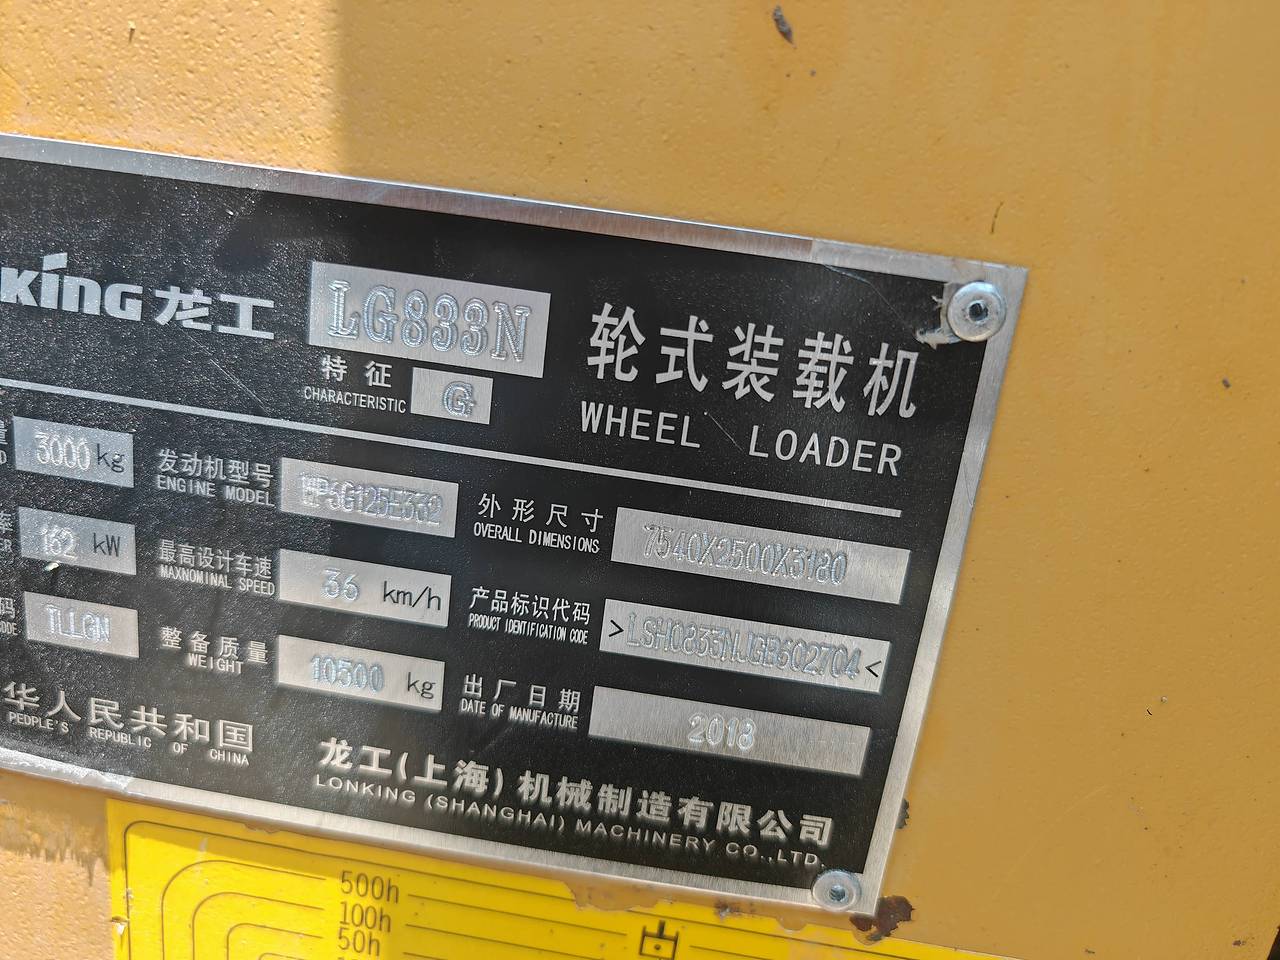 KING 龙工 LG833N 轮式装载机
特征 CHARACTERISTIC G WHEEL LOADER
3000 kg 发动机型号 ENGINE MODEL 外形尺寸 OVERALL DIMENSIONS 7540X2500X3180
162 kW 最高设计车速 MAXNOMINAL SPEED 36 km/h 产品标识代码 PRODUCT IDENTIFICATION CODE
TLLGN 整备质量 WEIGHT 10500 kg 出厂日期 DATE OF MANUFACTURE 2018
华人民共和国
PEOPLE'S REPUBLIC OF CHINA
龙工(上海)机械制造有限公司
LONKING (SHANGHAI) MACHINERY CO.,LTD.
500h
100h
50h